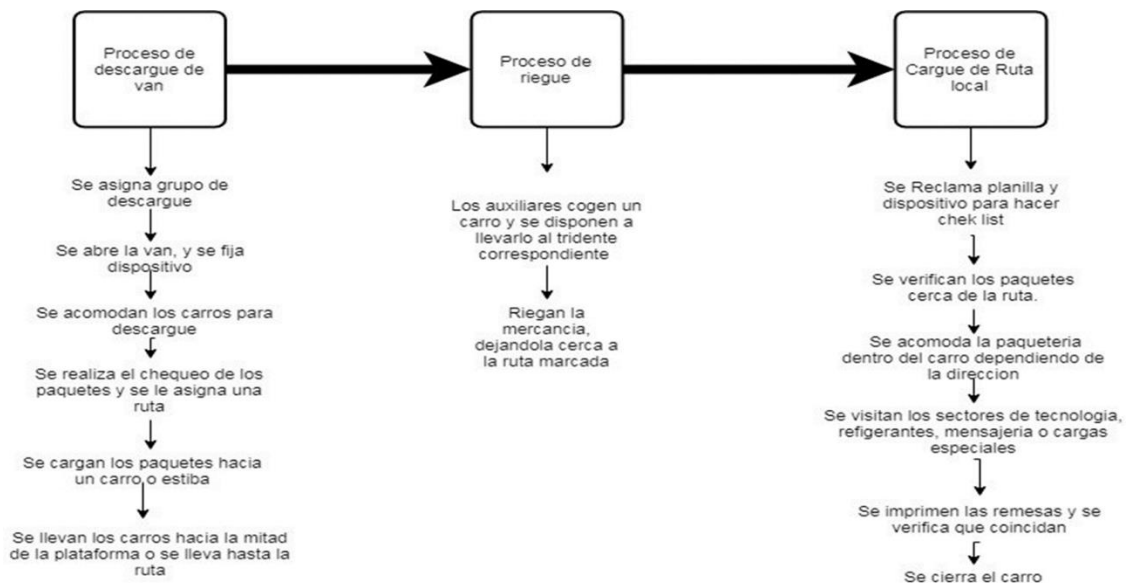 Proceso de
descargue de
van
Proceso de
riegue
Proceso de
Cargue de Ruta
local
Se asigna grupo de
descargue
Se abre la van, y se fija
dispositivo
Se acomodan los carros para
descargue
Se realiza el chequeo de los
paquetes y se le asigna una
ruta
Se cargan los paquetes hacia
un carro o estiba
Se llevan los carros hacia la mitad
de la plataforma o se lleva hasta la
ruta
Los auxiliares cogen un
carro y se disponen a
llevarlo al tridente
correspondiente
Riegan la
mercancia,
dejandola cerca a
la ruta marcada
Se Reclama planilla y
dispositivo para hacer
chek list
Se verifican los paquetes
cerca de la ruta.
Se acomoda la paqueteria
dentro del carro dependiendo de
la direccion
Se visitan los sectores de tecnologia,
refigerantes, mensajeria o cargas
especiales
Se imprimen las remesas y se
verifica que coincidan
Se cierra el carro